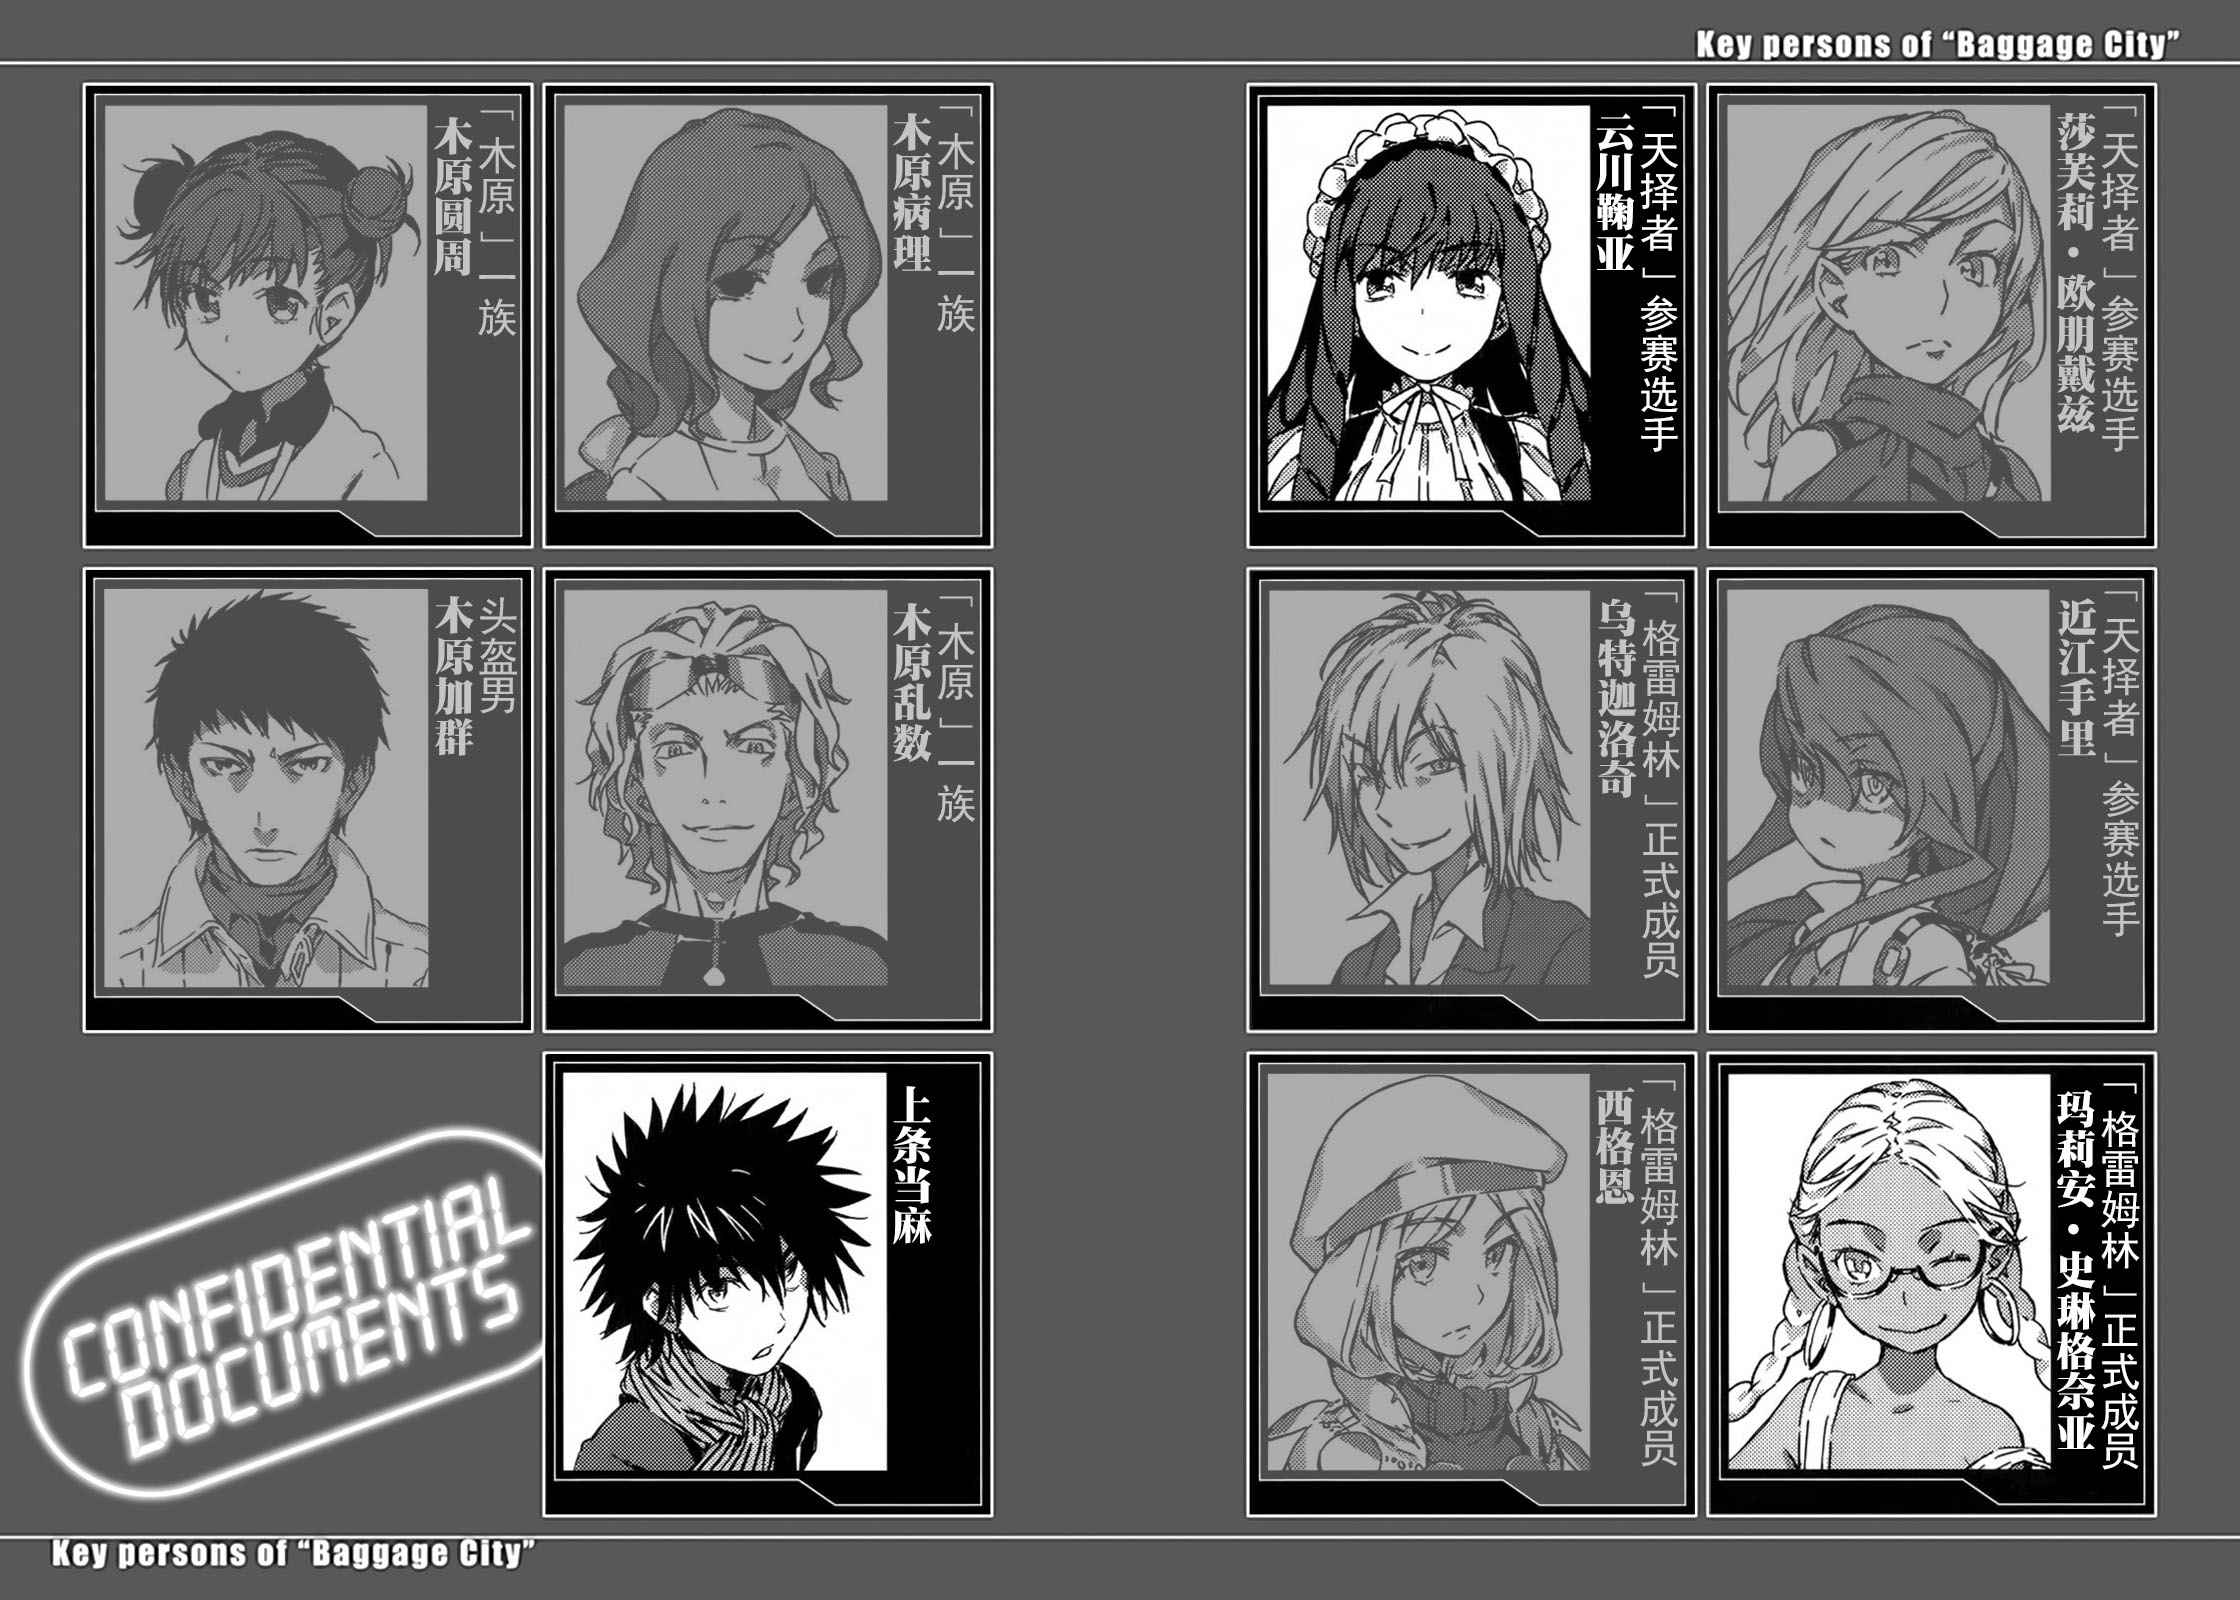 Key persons of “Baggage City”
「天择者」参赛选手
莎芙莉・欧朋戴兹
「天择者」参赛选手
云川鞠亚
「天择者」参赛选手
近江手里
「格雷姆林」正式成员
乌特迦洛奇
「格雷姆林」正式成员
玛莉安・史琳格奈亚
「格雷姆林」正式成员
西格恩
「木原」一族
木原病理
「木原」一族
木原圆周
「木原」一族
木原乱数
头盔男
木原加群
上条当麻
CONFIDENTIAL
DOCUMENTS
Key persons of “Baggage City”